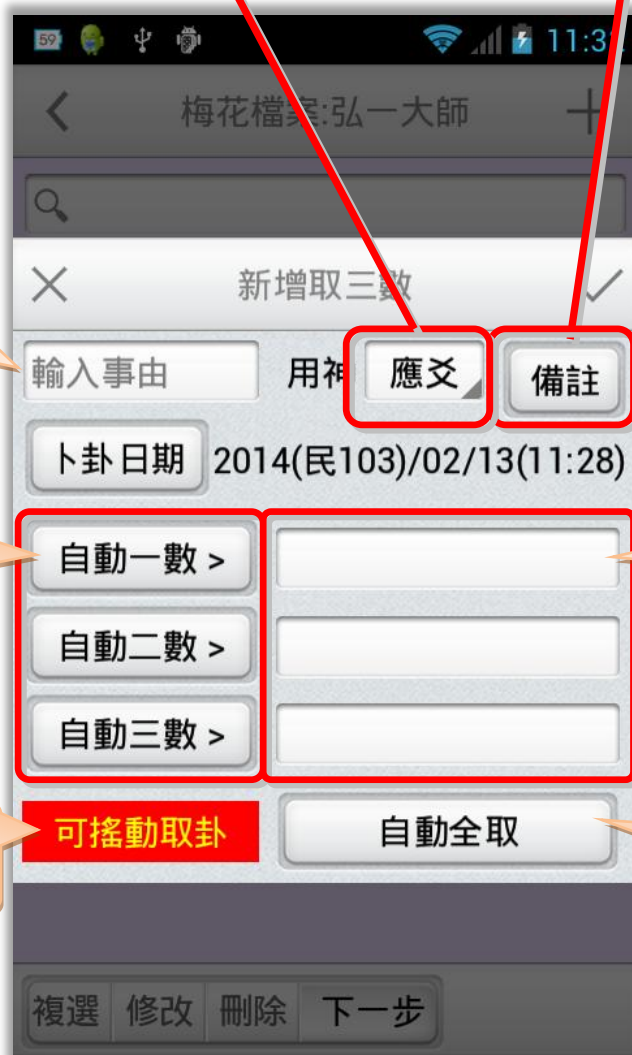 59 11:32
梅花檔案:弘一大師
新增取三數
輸入事由 用神 應爻 備註
卜卦日期 2014(民103)/02/13(11:28)
自動一數 >
自動二數 >
自動三數 >
可搖動取卦 自動全取
複選 修改 刪除 下一步